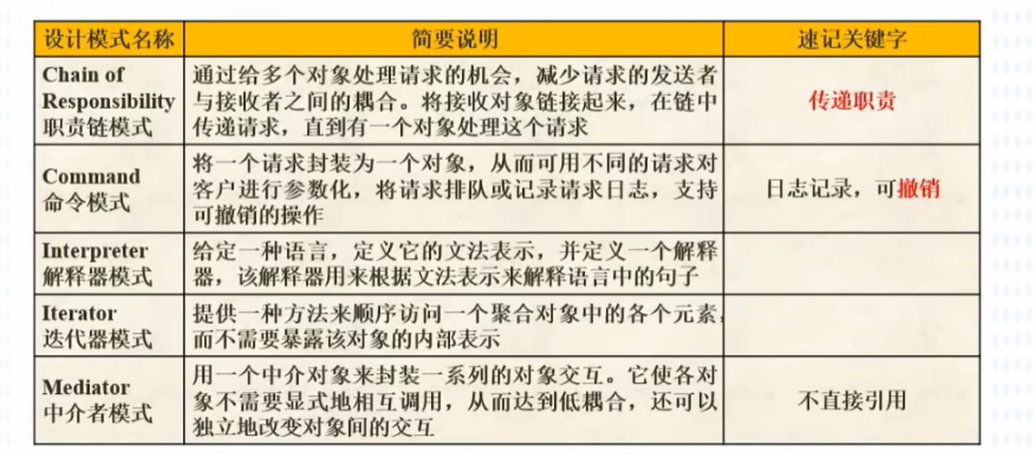 设计模式名称 简要说明 速记关键字
Chain of
Responsibility
职责链模式
通过给多个对象处理请求的机会，减少请求的发送者
与接收者之间的耦合。将接收对象链接起来，在链中
传递请求，直到有一个对象处理这个请求
传递职责
Command
命令模式
将一个请求封装为一个对象，从而可用不同的请求对
客户进行参数化，将请求排队或记录请求日志，支持
可撤销的操作
日志记录，可撤销
Interpreter
解释器模式
给定一种语言，定义它的文法表示，并定义一个解释
器，该解释器用来根据文法表示来解释语言中的句子
Iterator
迭代器模式
提供一种方法来顺序访问一个聚合对象中的各个元素，
而不需要暴露该对象的内部表示
Mediator
中介者模式
用一个中介对象来封装一系列的对象交互。它使各对
象不需要显式地相互调用，从而达到低耦合，还可以
独立地改变对象间的交互
不直接引用